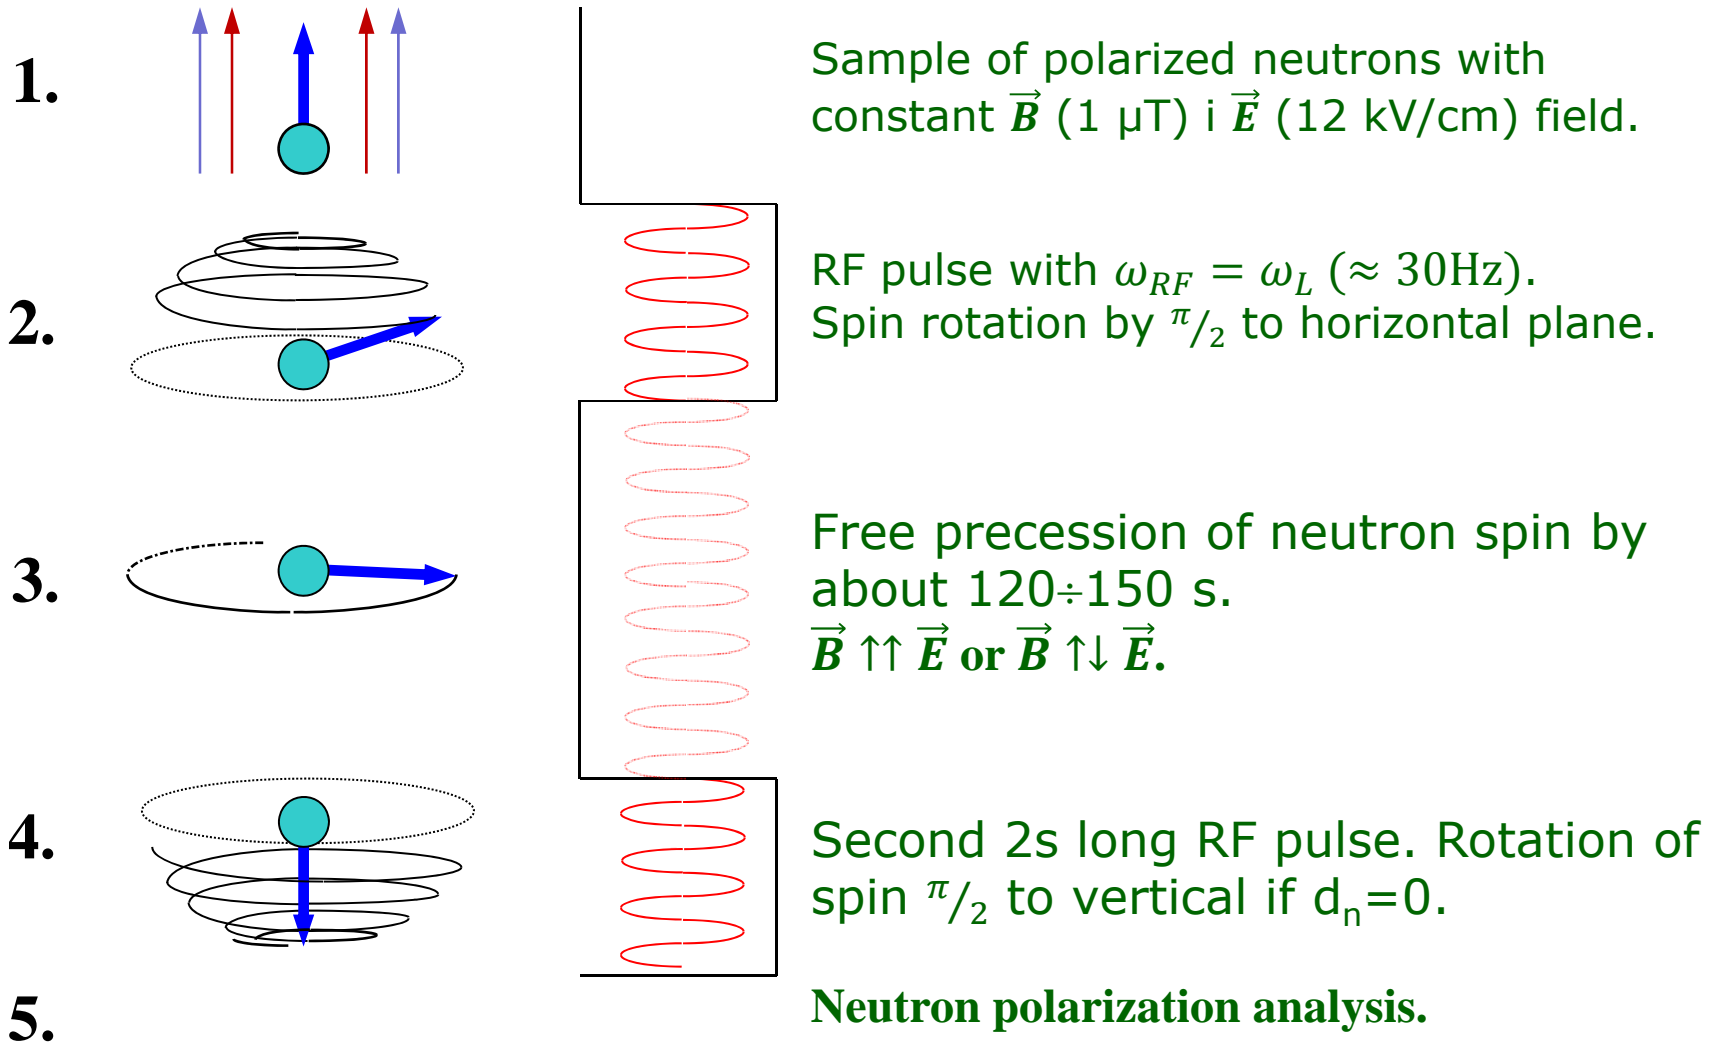 1.
Sample of polarized neutrons with
constant B⃗ (1 μT) i E⃗ (12 kV/cm) field.
2.
RF pulse with ω_RF = ω_L (≈ 30Hz).
Spin rotation by π/2 to horizontal plane.
3.
Free precession of neutron spin by
about 120÷150 s.
B⃗ ↑↑ E⃗ or B⃗ ↑↓ E⃗.
4.
Second 2s long RF pulse. Rotation of
spin π/2 to vertical if dₙ=0.
5.
Neutron polarization analysis.